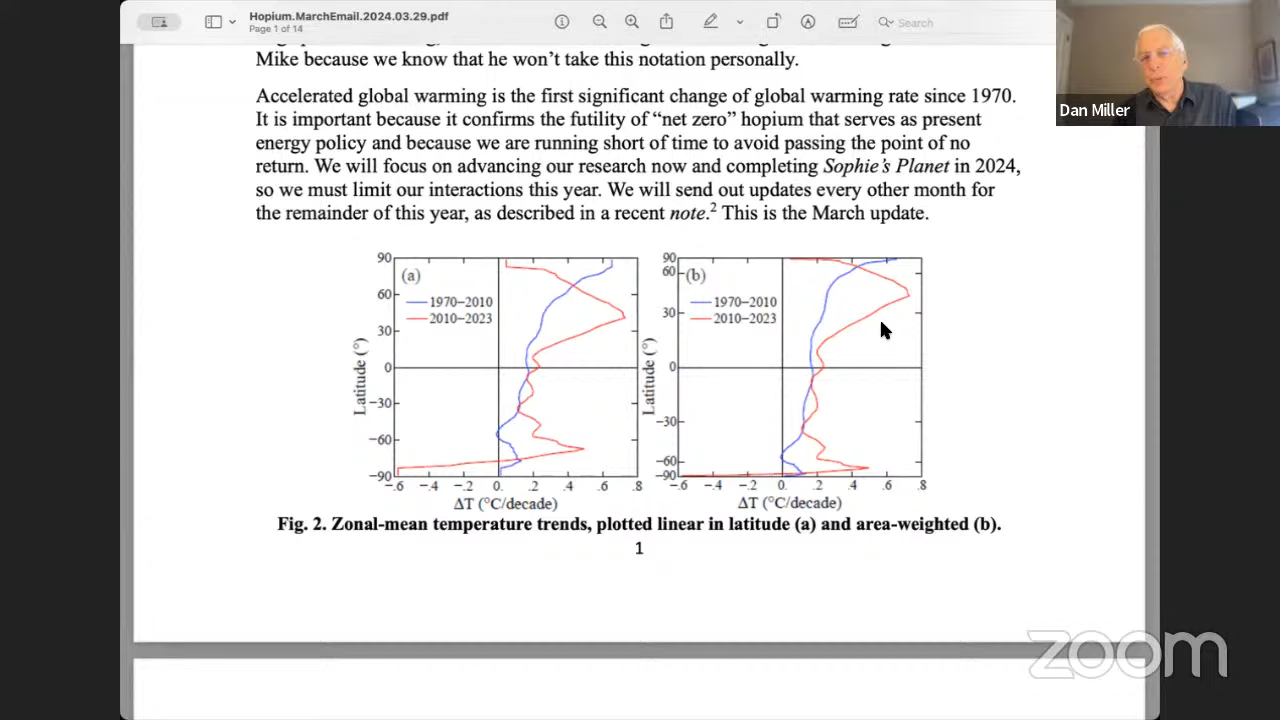 Hopium.MarchEmail.2024.03.29.pdf
Page 1 of 14
Search
Dan Miller
Mike because we know that he won’t take this notation personally.
Accelerated global warming is the first significant change of global warming rate since 1970.
It is important because it confirms the futility of “net zero” hopium that serves as present
energy policy and because we are running short of time to avoid passing the point of no
return. We will focus on advancing our research now and completing Sophie’s Planet in 2024,
so we must limit our interactions this year. We will send out updates every other month for
the remainder of this year, as described in a recent note.² This is the March update.
(a)
1970−2010
2010−2023
Latitude (°)
90
60
30
0
−30
−60
−90
-.6 -.4 -.2 0. .2 .4 .6 .8
ΔT (°C/decade)
(b)
1970−2010
2010−2023
Latitude (°)
90
60
30
0
−30
−60
−90
-.6 -.4 -.2 0. .2 .4 .6 .8
ΔT (°C/decade)
Fig. 2. Zonal-mean temperature trends, plotted linear in latitude (a) and area-weighted (b).
1
zoom